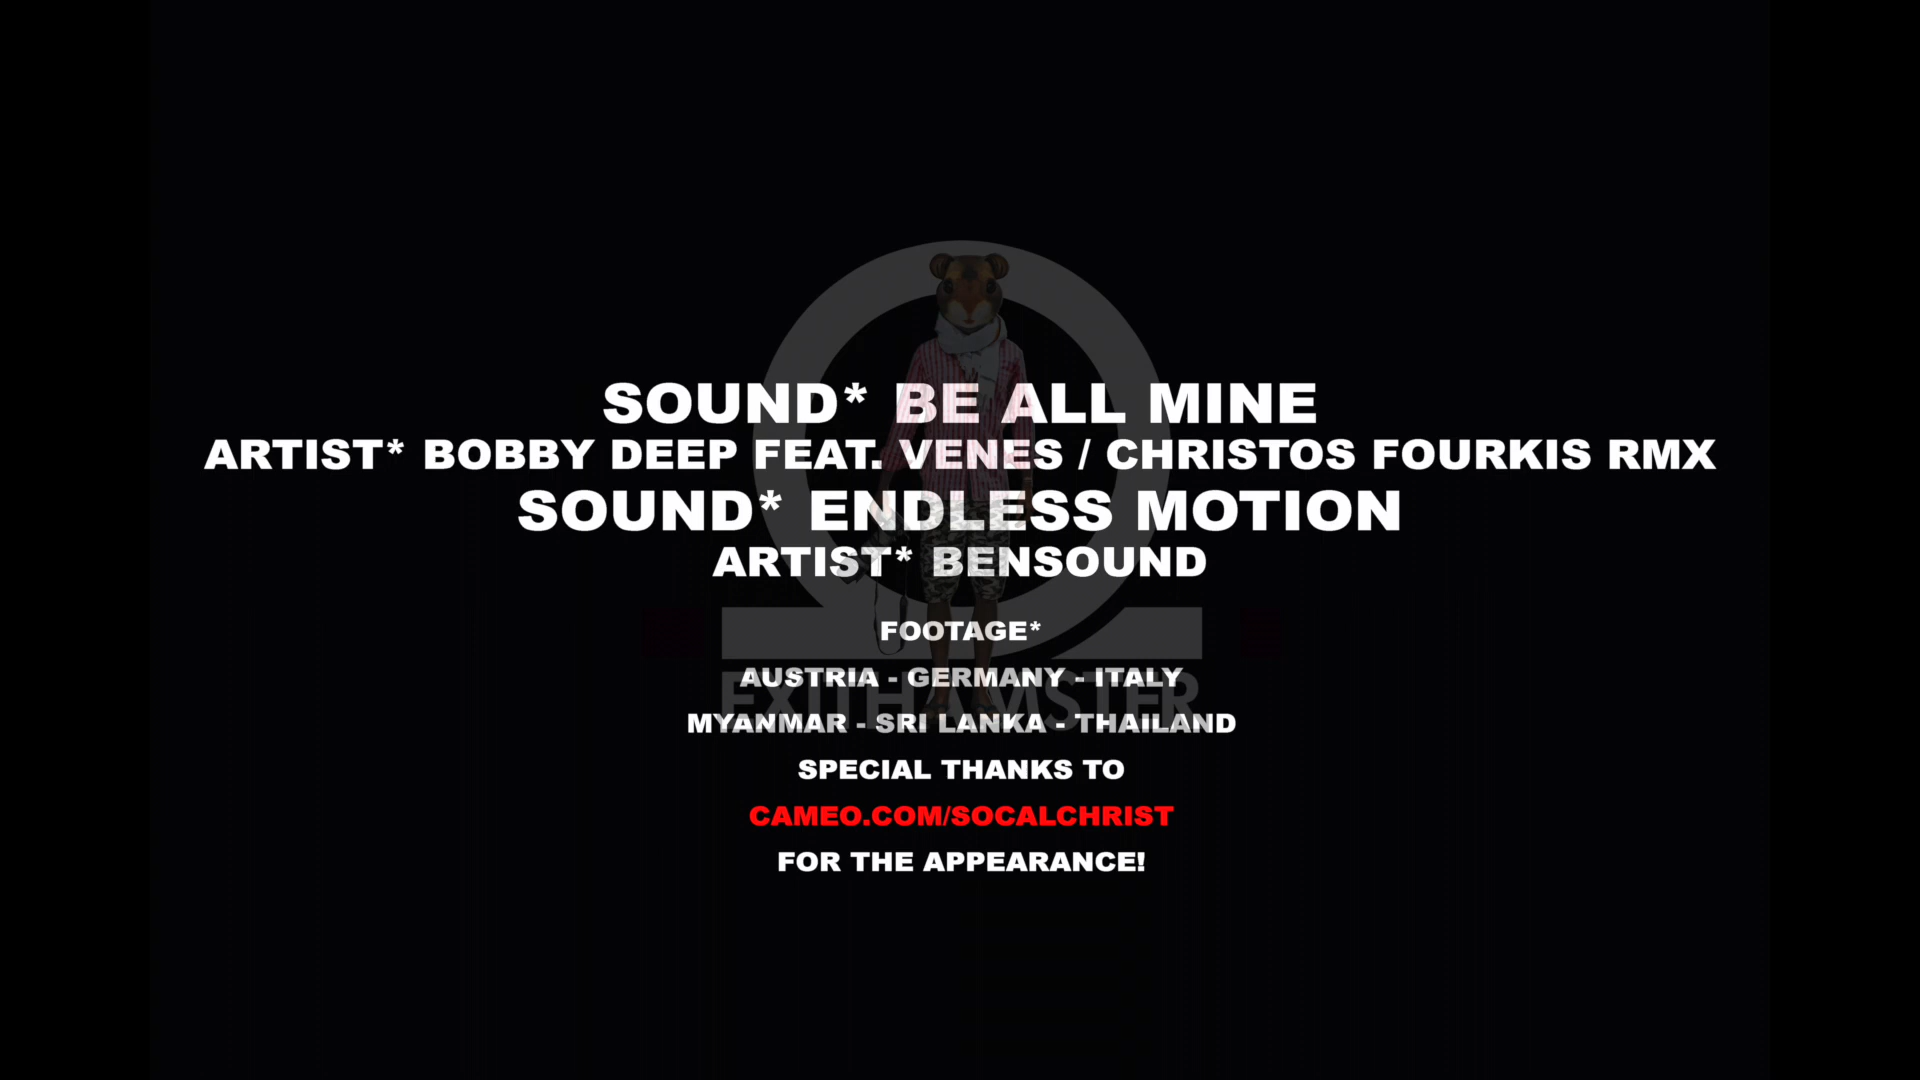 SOUND* BE ALL MINE
ARTIST* BOBBY DEEP FEAT. VENES / CHRISTOS FOURKIS RMX
SOUND* ENDLESS MOTION
ARTIST* BENSOUND
FOOTAGE*
AUSTRIA - GERMANY - ITALY
EXITHAMSTER
MYANMAR - SRI LANKA - THAILAND
SPECIAL THANKS TO
CAMEO.COM/SOCALCHRIST
FOR THE APPEARANCE!